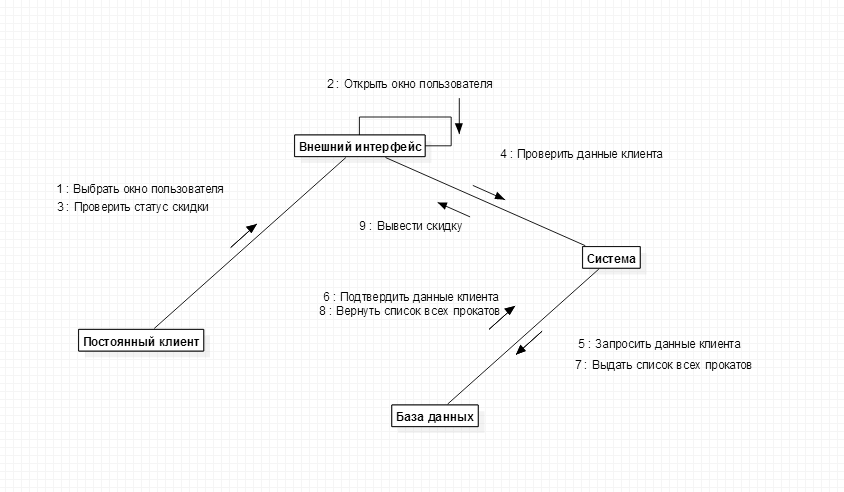 2 : Открыть окно пользователя
Внешний интерфейс
4 : Проверить данные клиента
1 : Выбрать окно пользователя
3 : Проверить статус скидки
9 : Вывести скидку
Система
6 : Подтвердить данные клиента
8 : Вернуть список всех прокатов
Постоянный клиент
5 : Запросить данные клиента
7 : Выдать список всех прокатов
База данных